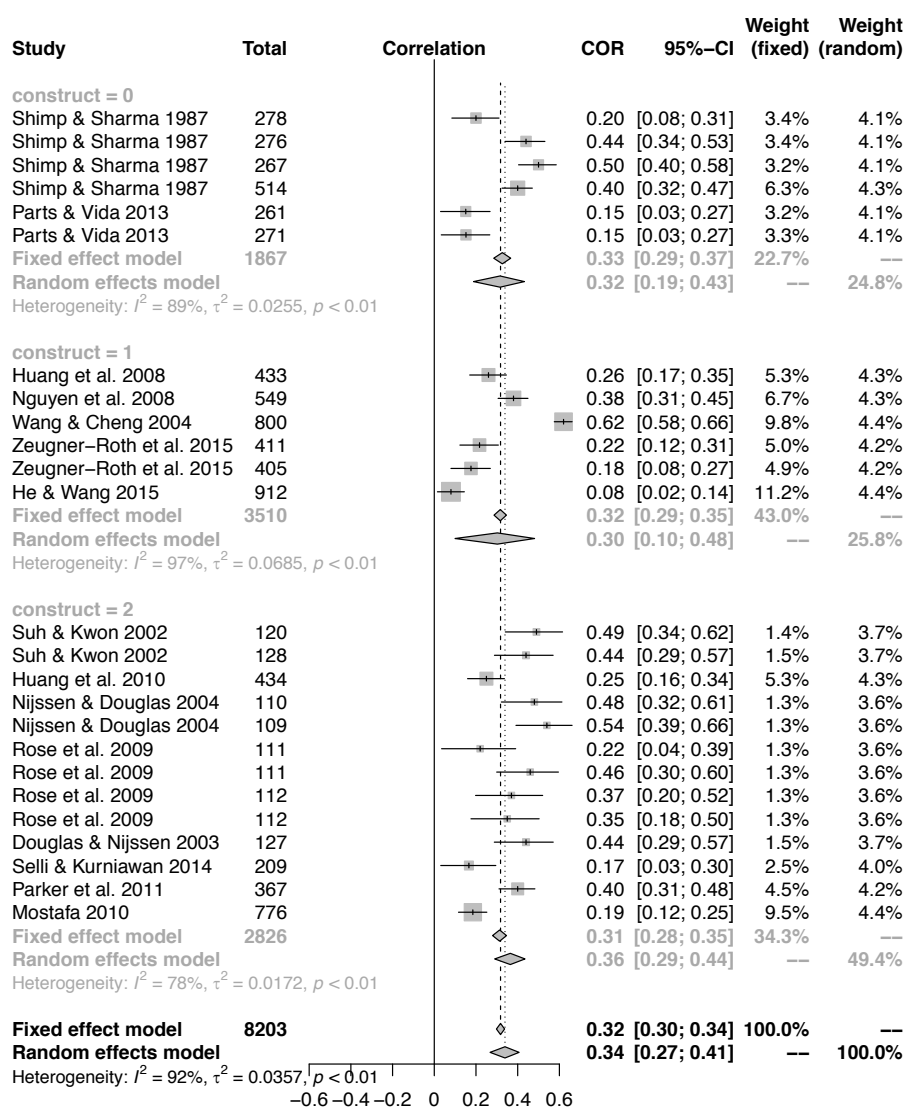 Weight Weight
Study Total Correlation COR 95%−CI (fixed) (random)
construct = 0
Shimp & Sharma 1987 278 0.20 [0.08; 0.31] 3.4% 4.1%
Shimp & Sharma 1987 276 0.44 [0.34; 0.53] 3.4% 4.1%
Shimp & Sharma 1987 267 0.50 [0.40; 0.58] 3.2% 4.1%
Shimp & Sharma 1987 514 0.40 [0.32; 0.47] 6.3% 4.3%
Parts & Vida 2013 261 0.15 [0.03; 0.27] 3.2% 4.1%
Parts & Vida 2013 271 0.15 [0.03; 0.27] 3.3% 4.1%
Fixed effect model 1867 0.33 [0.29; 0.37] 22.7% −−
Random effects model 0.32 [0.19; 0.43] −− 24.8%
Heterogeneity: I² = 89%, τ² = 0.0255, p < 0.01
construct = 1
Huang et al. 2008 433 0.26 [0.17; 0.35] 5.3% 4.3%
Nguyen et al. 2008 549 0.38 [0.31; 0.45] 6.7% 4.3%
Wang & Cheng 2004 800 0.62 [0.58; 0.66] 9.8% 4.4%
Zeugner−Roth et al. 2015 411 0.22 [0.12; 0.31] 5.0% 4.2%
Zeugner−Roth et al. 2015 405 0.18 [0.08; 0.27] 4.9% 4.2%
He & Wang 2015 912 0.08 [0.02; 0.14] 11.2% 4.4%
Fixed effect model 3510 0.32 [0.29; 0.35] 43.0% −−
Random effects model 0.30 [0.10; 0.48] −− 25.8%
Heterogeneity: I² = 97%, τ² = 0.0685, p < 0.01
construct = 2
Suh & Kwon 2002 120 0.49 [0.34; 0.62] 1.4% 3.7%
Suh & Kwon 2002 128 0.44 [0.29; 0.57] 1.5% 3.7%
Huang et al. 2010 434 0.25 [0.16; 0.34] 5.3% 4.3%
Nijssen & Douglas 2004 110 0.48 [0.32; 0.61] 1.3% 3.6%
Nijssen & Douglas 2004 109 0.54 [0.39; 0.66] 1.3% 3.6%
Rose et al. 2009 111 0.22 [0.04; 0.39] 1.3% 3.6%
Rose et al. 2009 111 0.46 [0.30; 0.60] 1.3% 3.6%
Rose et al. 2009 112 0.37 [0.20; 0.52] 1.3% 3.6%
Rose et al. 2009 112 0.35 [0.18; 0.50] 1.3% 3.6%
Douglas & Nijssen 2003 127 0.44 [0.29; 0.57] 1.5% 3.7%
Selli & Kurniawan 2014 209 0.17 [0.03; 0.30] 2.5% 4.0%
Parker et al. 2011 367 0.40 [0.31; 0.48] 4.5% 4.2%
Mostafa 2010 776 0.19 [0.12; 0.25] 9.5% 4.4%
Fixed effect model 2826 0.31 [0.28; 0.35] 34.3% −−
Random effects model 0.36 [0.29; 0.44] −− 49.4%
Heterogeneity: I² = 78%, τ² = 0.0172, p < 0.01
Fixed effect model 8203 0.32 [0.30; 0.34] 100.0% −−
Random effects model 0.34 [0.27; 0.41] −− 100.0%
Heterogeneity: I² = 92%, τ² = 0.0357, p < 0.01
−0.6 −0.4 −0.2 0 0.2 0.4 0.6